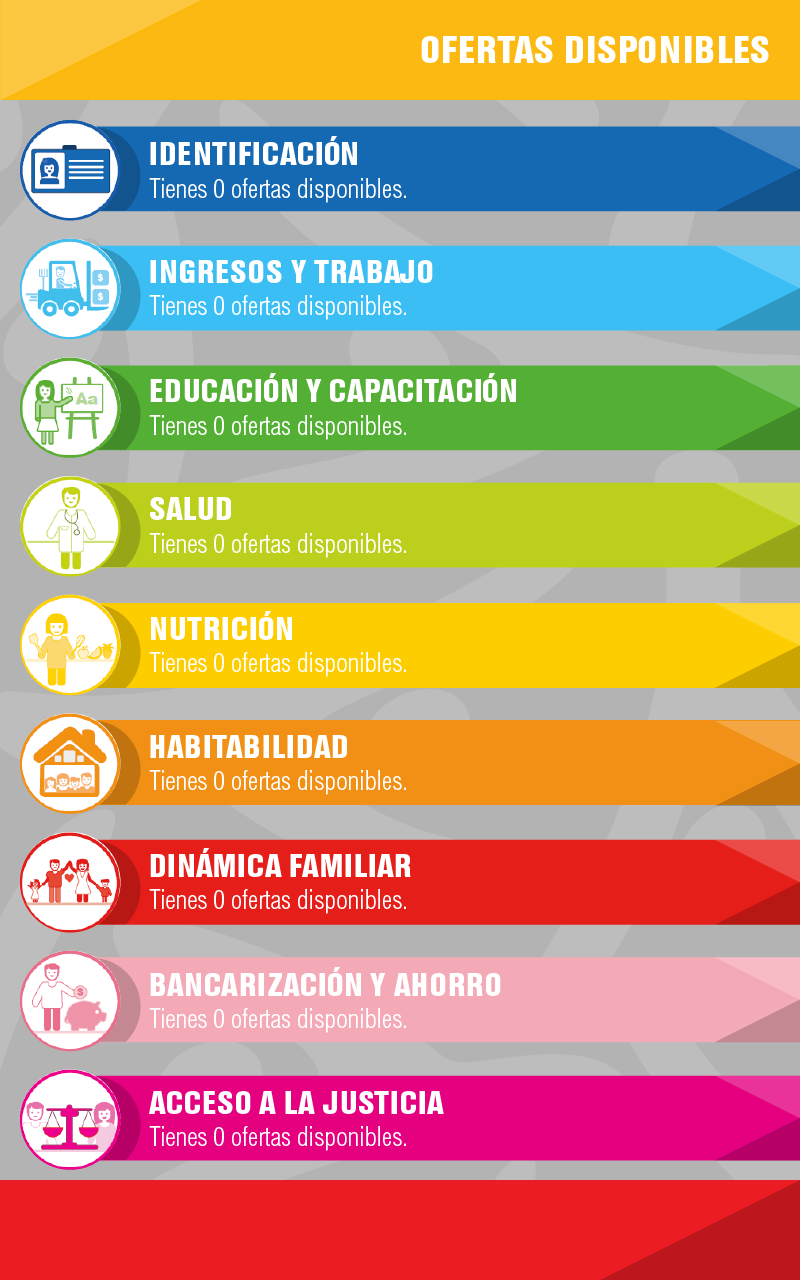 OFERTAS DISPONIBLES
IDENTIFICACIÓN
Tienes 0 ofertas disponibles.
INGRESOS Y TRABAJO
Tienes 0 ofertas disponibles.
$
$
EDUCACIÓN Y CAPACITACIÓN
Tienes 0 ofertas disponibles.
Aa
SALUD
Tienes 0 ofertas disponibles.
NUTRICIÓN
Tienes 0 ofertas disponibles.
HABITABILIDAD
Tienes 0 ofertas disponibles.
DINÁMICA FAMILIAR
Tienes 0 ofertas disponibles.
BANCARIZACIÓN Y AHORRO
Tienes 0 ofertas disponibles.
$
ACCESO A LA JUSTICIA
Tienes 0 ofertas disponibles.